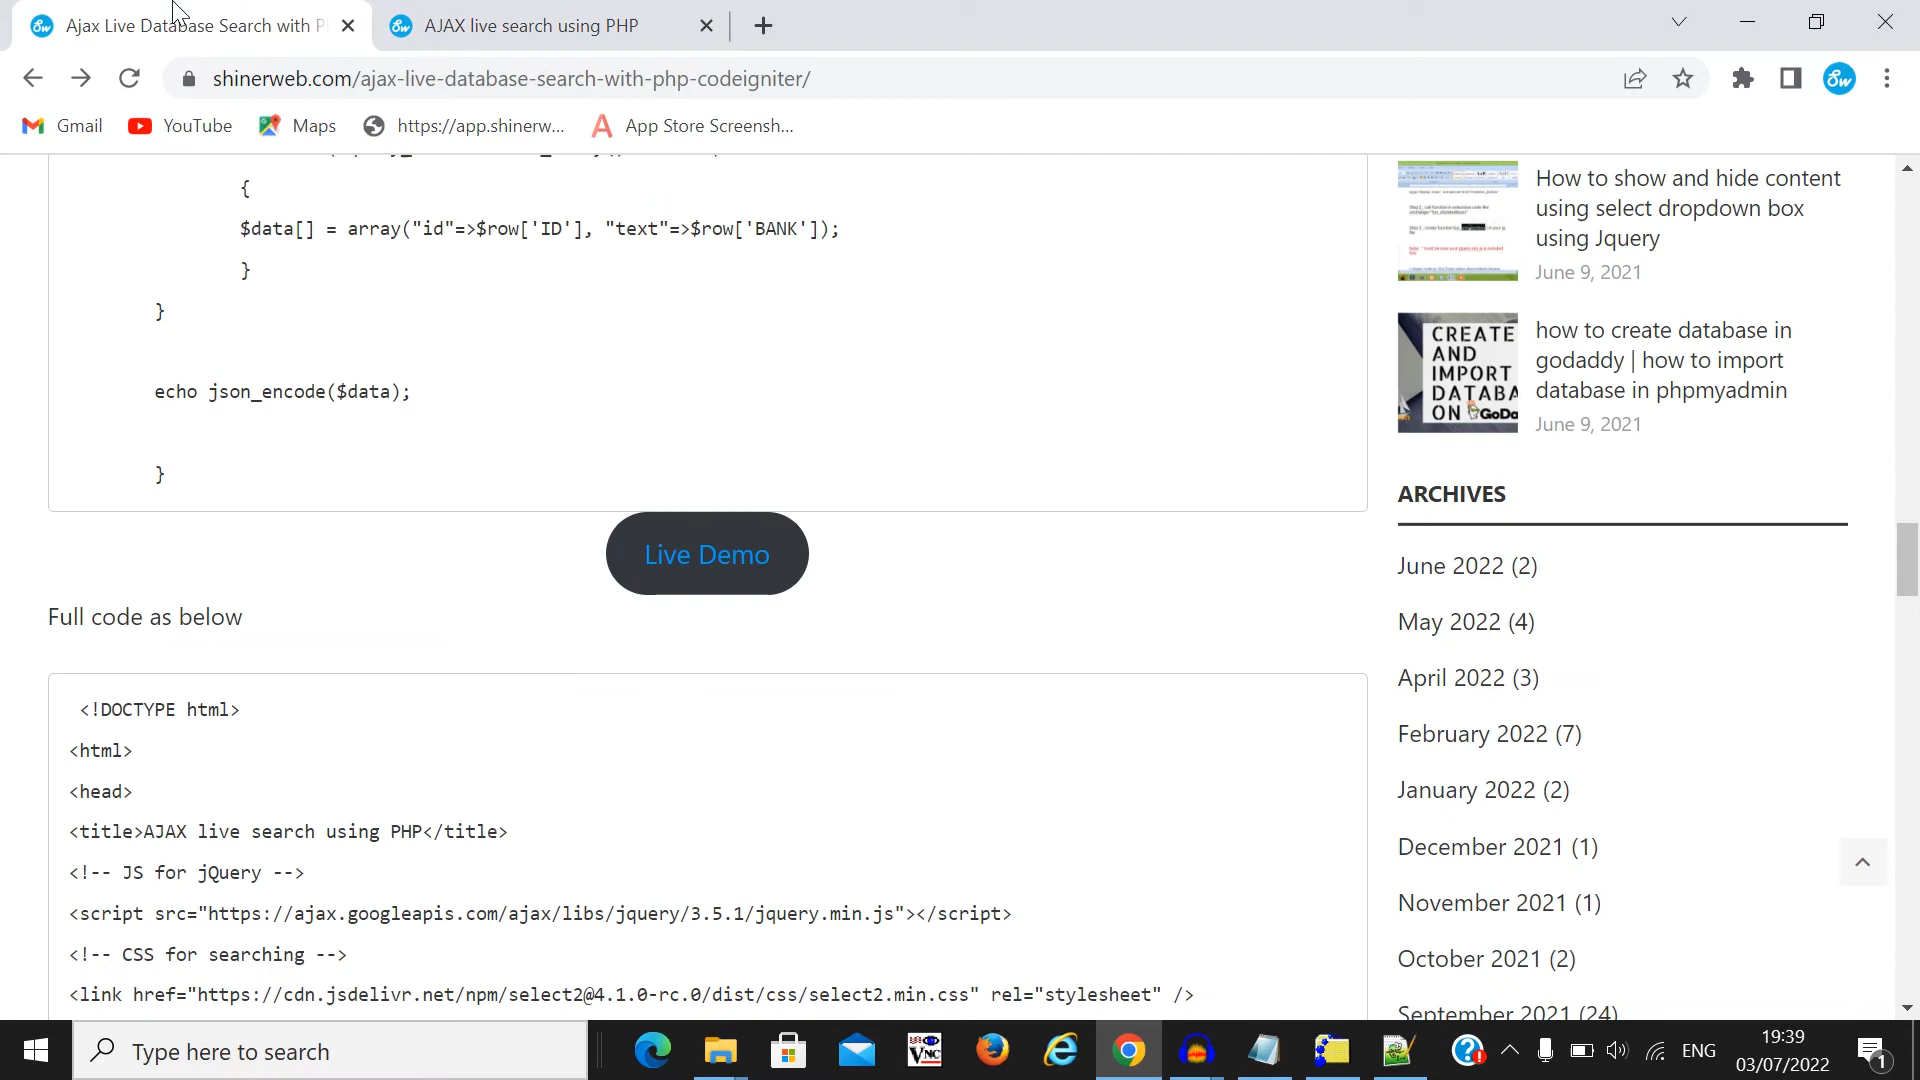 Ajax Live Database Search with P
AJAX live search using PHP
shinerweb.com/ajax-live-database-search-with-php-codeigniter/
Sw
Gmail
YouTube
Maps
https://app.shinerw...
App Store Screensh...
{
$data[] = array("id"=>$row['ID'], "text"=>$row['BANK']);
}
}
echo json_encode($data);
}
Live Demo
Full code as below
<!DOCTYPE html>
<html>
<head>
<title>AJAX live search using PHP</title>
<!-- JS for jQuery -->
<script src="https://ajax.googleapis.com/ajax/libs/jquery/3.5.1/jquery.min.js"></script>
<!-- CSS for searching -->
<link href="https://cdn.jsdelivr.net/npm/select2@4.1.0-rc.0/dist/css/select2.min.css" rel="stylesheet" />
How to show and hide content
using select dropdown box
using Jquery
June 9, 2021
CREATE
AND
IMPORT
DATABA
ON GoDa
how to create database in
godaddy | how to import
database in phpmyadmin
June 9, 2021
ARCHIVES
June 2022 (2)
May 2022 (4)
April 2022 (3)
February 2022 (7)
January 2022 (2)
December 2021 (1)
November 2021 (1)
October 2021 (2)
September 2021 (24)
Type here to search
ENG
19:39
03/07/2022
1